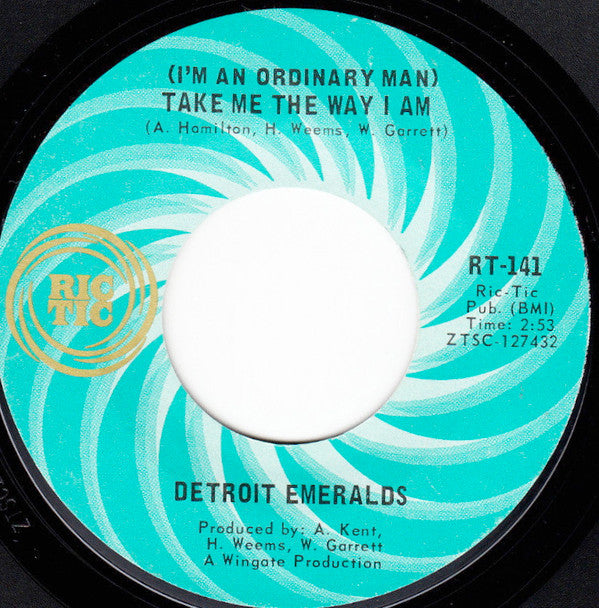 (I'M AN ORDINARY MAN)
TAKE ME THE WAY I AM
(A. Hamilton, H. Weems, W. Garrett)
RIC
TIC
RT-141
Ric-Tic
Pub. (BMI)
Time: 2:53
ZTSC-127432
DETROIT EMERALDS
Produced by: A. Kent,
H. Weems, W. Garrett
A Wingate Production